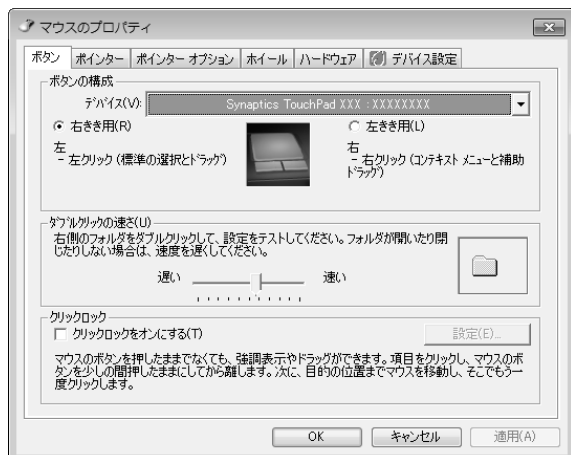 マウスのプロパティ
ボタン ポインター ポインター オプション ホイール ハードウェア デバイス設定
ボタンの構成
デバイス(V): Synaptics TouchPad XXX : XXXXXXXX
右きき用(R) 左きき用(L)
左
- 左クリック (標準の選択とドラッグ)
右
- 右クリック (コンテキスト メニューと補助
ドラッグ)
ダブルクリックの速さ(U)
右側のフォルダをダブルクリックして、設定をテストしてください。フォルダが開いたり閉
じたりしない場合は、速度を遅くしてください。
遅い 速い
クリックロック
クリックロックをオンにする(T) 設定(E)...
マウスのボタンを押したままでなくても、強調表示やドラッグができます。項目をクリックし、マウスのボ
タンを少しの間押したままにしてから離します。次に、目的の位置までマウスを移動し、そこでもう一
度クリックします。
OK キャンセル 適用(A)